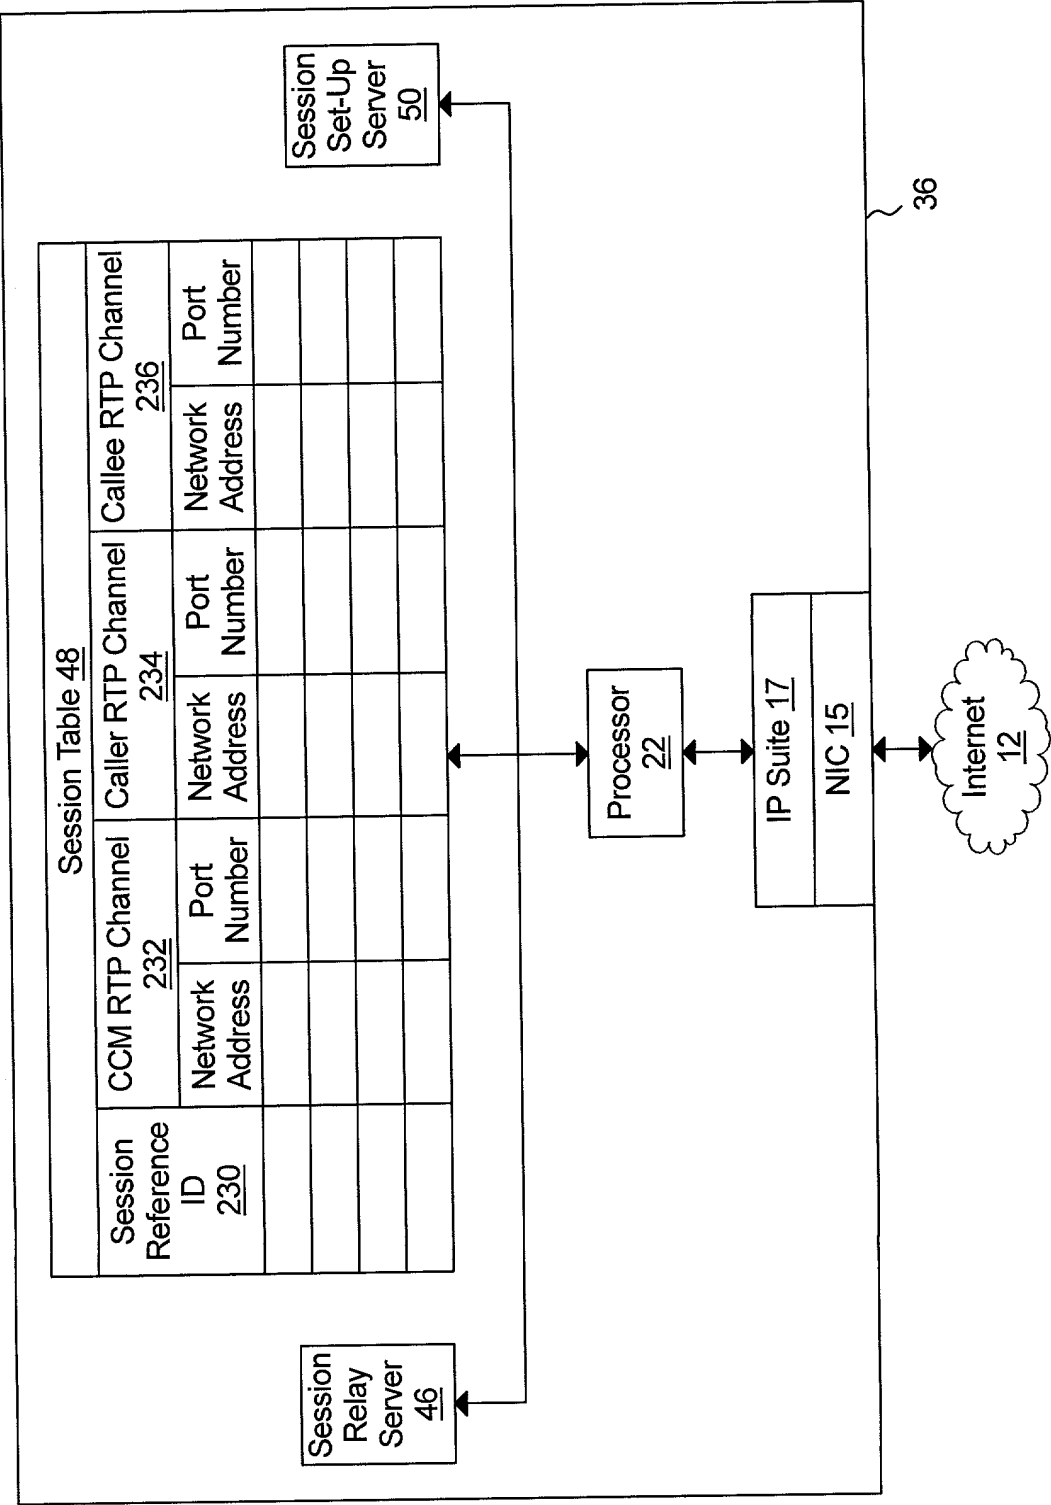 Session Table 48
Session
Reference
ID
230
CCM RTP Channel
232
Caller RTP Channel
234
Callee RTP Channel
236
Network
Address
Port
Number
Network
Address
Port
Number
Network
Address
Port
Number
Session
Relay
Server
46
Session
Set-Up
Server
50
Processor
22
IP Suite 17
NIC 15
36
Internet
12